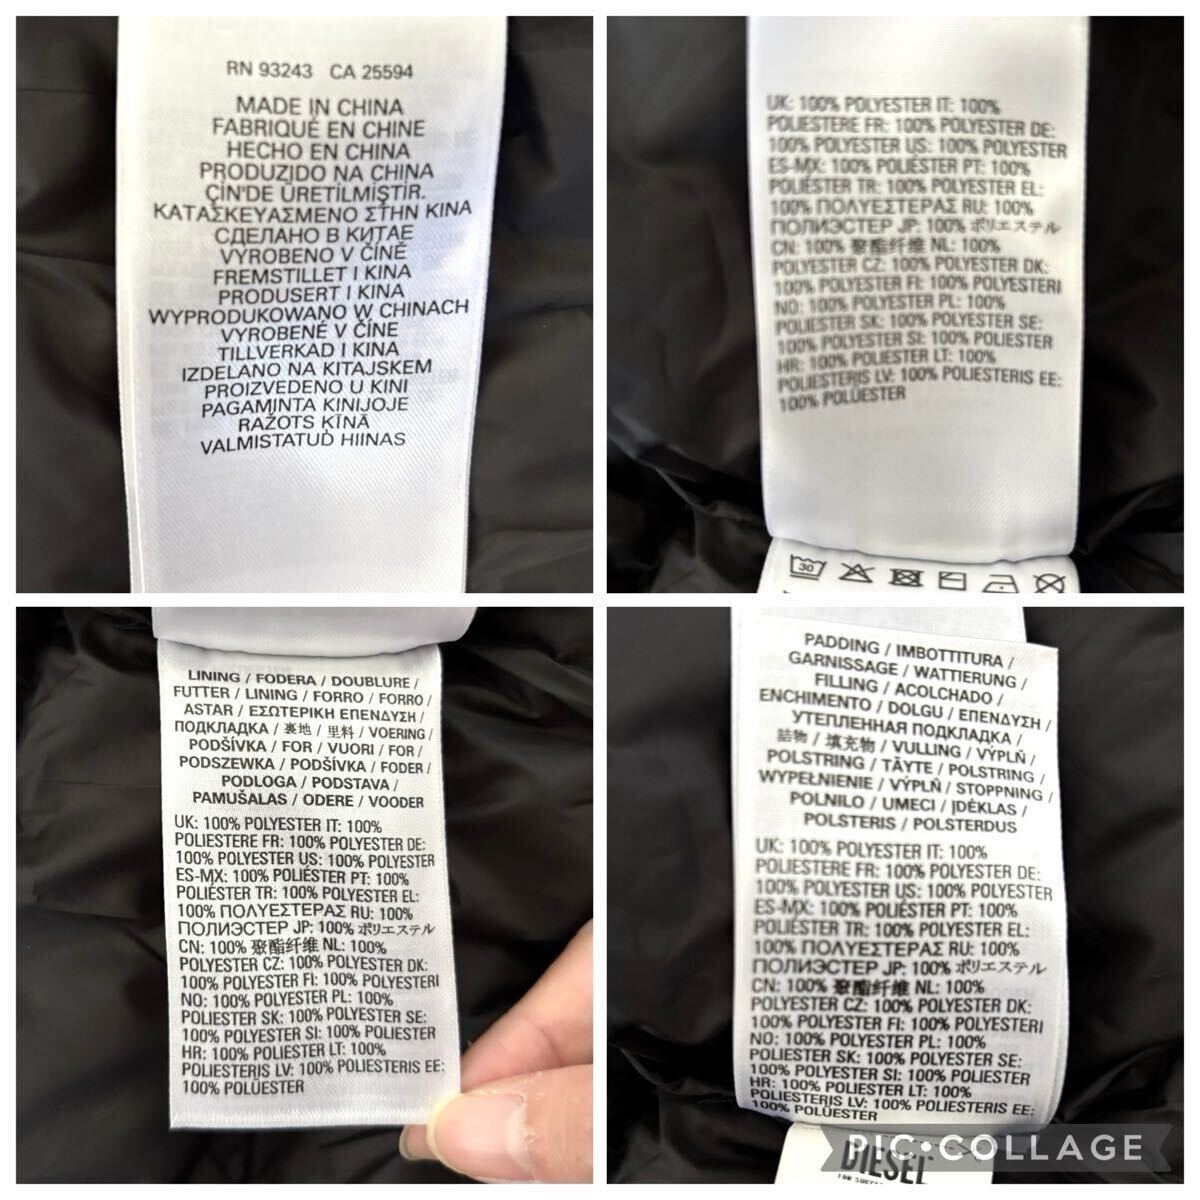 RN 93243 CA 25594
MADE IN CHINA
FABRIQUÉ EN CHINE
HECHO EN CHINA
PRODUZIDO NA CHINA
ÇİN'DE ÜRETİLMİŞTİR.
ΚΑΤΑΣΚΕΥΑΣΜΕΝΟ ΣΤΗΝ ΚΙΝΑ
СДЕЛАНО В КИТАЕ
VYROBENO V ČÍNĚ
FREMSTILLET I KINA
PRODUSERT I KINA
WYPRODUKOWANO W CHINACH
VYROBENÉ V ČÍNE
TILLVERKAD I KINA
IZDELANO NA KITAJSKEM
PROIZVEDENO U KINI
PAGAMINTA KINIJOJE
RAŽOTS ĶĪNĀ
VALMISTATUD HIINAS
UK: 100% POLYESTER IT: 100%
POLIESTERE FR: 100% POLYESTER DE:
100% POLYESTER US: 100% POLYESTER
ES-MX: 100% POLIÉSTER PT: 100%
POLIÉSTER TR: 100% POLYESTER EL:
100% ΠΟΛΥΕΣΤΕΡΑΣ RU: 100%
ПОЛИЭСТЕР JP: 100% ポリエステル
CN: 100% 聚酯纤维 NL: 100%
POLYESTER CZ: 100% POLYESTER DK:
100% POLYESTER FI: 100% POLYESTERI
NO: 100% POLYESTER PL: 100%
POLIESTER SK: 100% POLYESTER SE:
100% POLYESTER SI: 100% POLIESTER
HR: 100% POLIESTER LT: 100%
POLIESTERIS LV: 100% POLIESTERIS EE:
100% POLÜESTER
30
LINING / FODERA / DOUBLURE /
FUTTER / LINING / FORRO / FORRO /
ASTAR / ΕΣΩΤΕΡΙΚΗ ΕΠΕΝΔΥΣΗ /
ПОДКЛАДКА / 裏地 / 里料 / VOERING /
PODŠÍVKA / FOR / VUORI / FOR /
PODSZEWKA / PODŠÍVKA / FODER /
PODLOGA / PODSTAVA /
PAMUŠALAS / ODERE / VOODER
UK: 100% POLYESTER IT: 100%
POLIESTERE FR: 100% POLYESTER DE:
100% POLYESTER US: 100% POLYESTER
ES-MX: 100% POLIÉSTER PT: 100%
POLIÉSTER TR: 100% POLYESTER EL:
100% ΠΟΛΥΕΣΤΕΡΑΣ RU: 100%
ПОЛИЭСТЕР JP: 100% ポリエステル
CN: 100% 聚酯纤维 NL: 100%
POLYESTER CZ: 100% POLYESTER DK:
100% POLYESTER FI: 100% POLYESTERI
NO: 100% POLYESTER PL: 100%
POLIESTER SK: 100% POLYESTER SE:
100% POLYESTER SI: 100% POLIESTER
HR: 100% POLIESTER LT: 100%
POLIESTERIS LV: 100% POLIESTERIS EE:
100% POLÜESTER
PADDING / IMBOTTITURA /
GARNISSAGE / WATTIERUNG /
FILLING / ACOLCHADO /
ENCHIMENTO / DOLGU / ΕΠΕΝΔΥΣΗ /
УТЕПЛЕННАЯ ПОДКЛАДКА /
詰物 / 填充物 / VULLING / VÝPLŇ /
POLSTRING / TÄYTE / POLSTRING /
WYPEŁNIENIE / VÝPLŇ / STOPPNING /
POLNILO / UMECI / ĮDĖKLAS /
POLSTERIS / POLSTERDUS
UK: 100% POLYESTER IT: 100%
POLIESTERE FR: 100% POLYESTER DE:
100% POLYESTER US: 100% POLYESTER
ES-MX: 100% POLIÉSTER PT: 100%
POLIÉSTER TR: 100% POLYESTER EL:
100% ΠΟΛΥΕΣΤΕΡΑΣ RU: 100%
ПОЛИЭСТЕР JP: 100% ポリエステル
CN: 100% 聚酯纤维 NL: 100%
POLYESTER CZ: 100% POLYESTER DK:
100% POLYESTER FI: 100% POLYESTERI
NO: 100% POLYESTER PL: 100%
POLIESTER SK: 100% POLYESTER SE:
100% POLYESTER SI: 100% POLIESTER
HR: 100% POLIESTER LT: 100%
POLIESTERIS LV: 100% POLIESTERIS EE:
100% POLÜESTER
DIESEL
PIC•COLLAGE